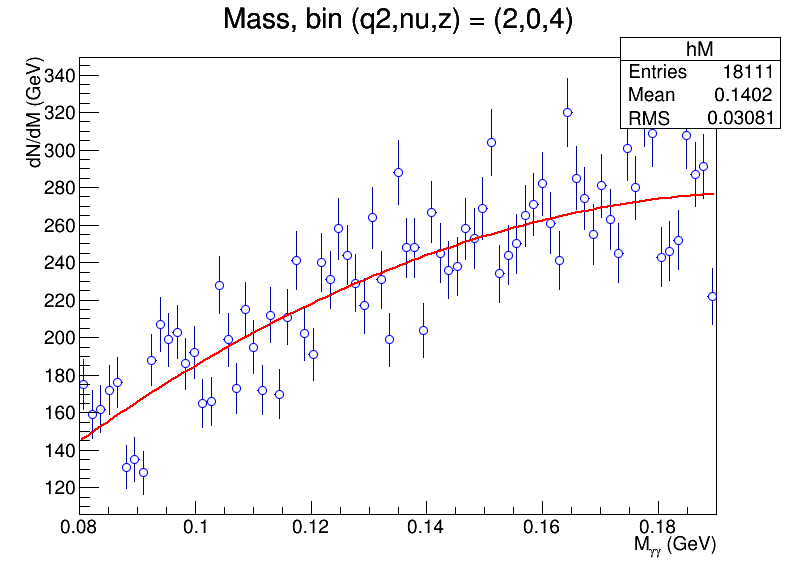 Mass, bin (q2,nu,z) = (2,0,4)
hM
Entries 18111
Mean 0.1402
RMS 0.03081
dN/dM (GeV)
340
320
300
280
260
240
220
200
180
160
140
120
0.08 0.1 0.12 0.14 0.16 0.18
Mγγ (GeV)